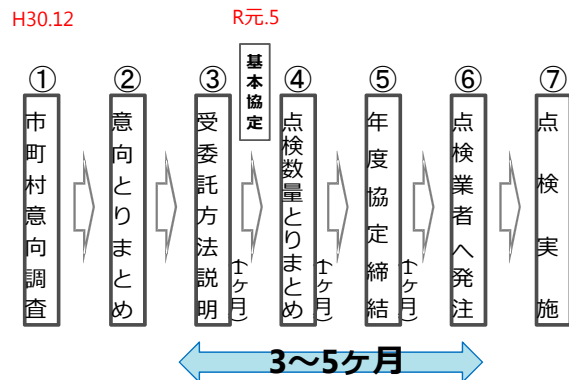 H30.12
R元.5
基本協定
①
市町村意向調査
②
意向とりまとめ
③
受委託方法説明
(1ヶ月)
④
点検数量とりまとめ
(1ヶ月)
⑤
年度協定締結
(1ヶ月)
⑥
点検業者へ発注
⑦
点検実施
3～5ヶ月